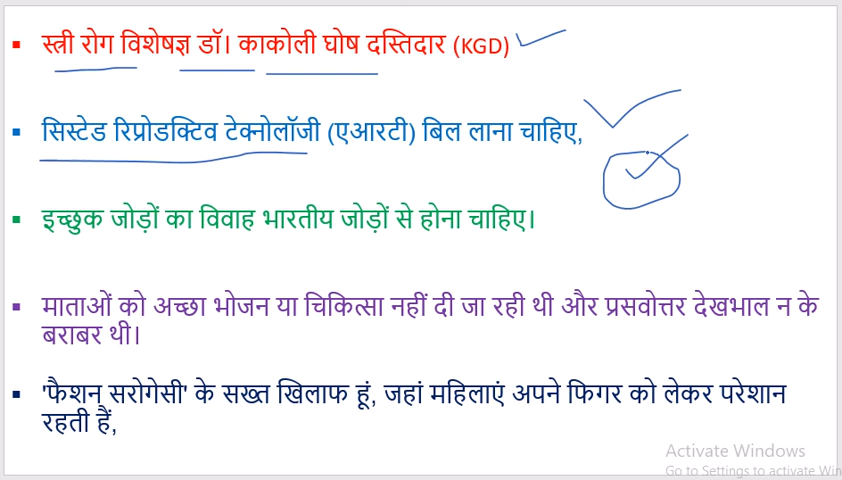 स्त्री रोग विशेषज्ञ डॉ। काकोली घोष दस्तिदार (KGD)
सिस्टेड रिप्रोडक्टिव टेक्नोलॉजी (एआरटी) बिल लाना चाहिए,
इच्छुक जोड़ों का विवाह भारतीय जोड़ों से होना चाहिए।
माताओं को अच्छा भोजन या चिकित्सा नहीं दी जा रही थी और प्रसवोत्तर देखभाल न के
बराबर थी।
'फैशन सरोगेसी' के सख्त खिलाफ हूं, जहां महिलाएं अपने फिगर को लेकर परेशान
रहती हैं,
Activate Windows
Go to Settings to activate Win